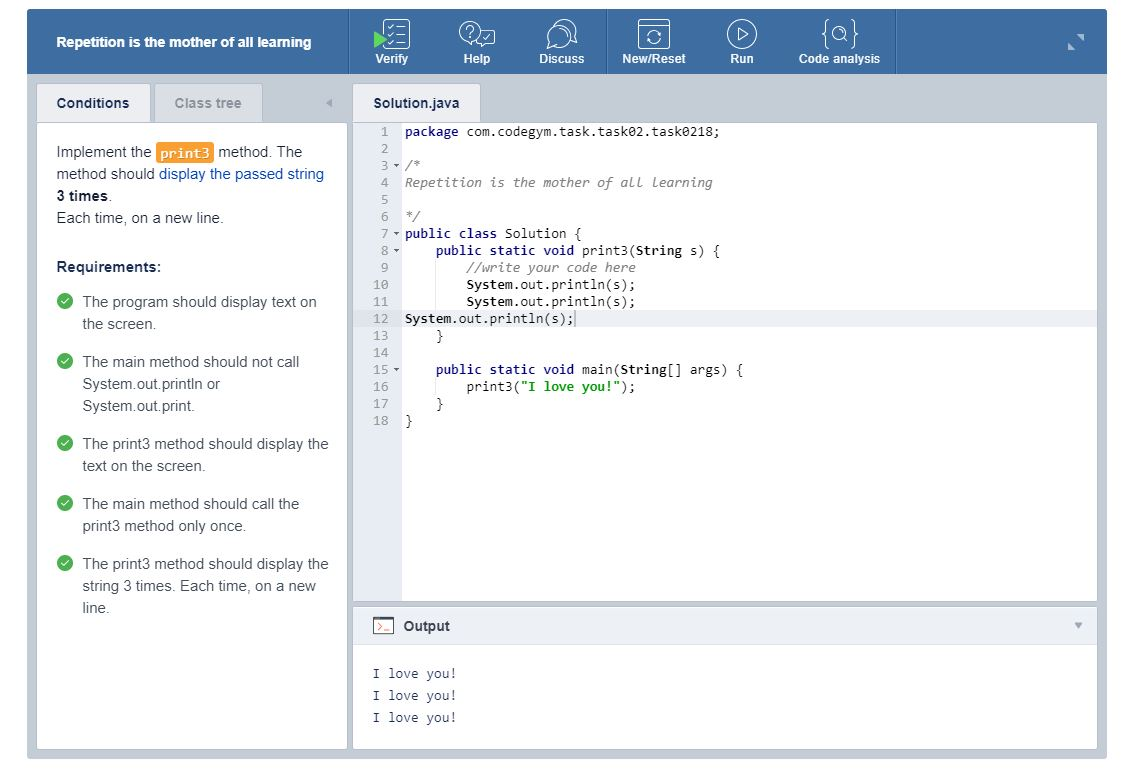 Repetition is the mother of all learning
Verify
Help
Discuss
New/Reset
Run
Code analysis
Conditions
Class tree
Implement the print3 method. The
method should display the passed string
3 times.
Each time, on a new line.
Requirements:
The program should display text on
the screen.
The main method should not call
System.out.println or
System.out.print.
The print3 method should display the
text on the screen.
The main method should call the
print3 method only once.
The print3 method should display the
string 3 times. Each time, on a new
line.
Solution.java
1 package com.codegym.task.task02.task0218;
2
3 /*
4 Repetition is the mother of all learning
5
6 */
7 public class Solution {
8     public static void print3(String s) {
9         //write your code here
10         System.out.println(s);
11         System.out.println(s);
12 System.out.println(s);
13     }
14
15     public static void main(String[] args) {
16         print3("I love you!");
17     }
18 }
Output
I love you!
I love you!
I love you!